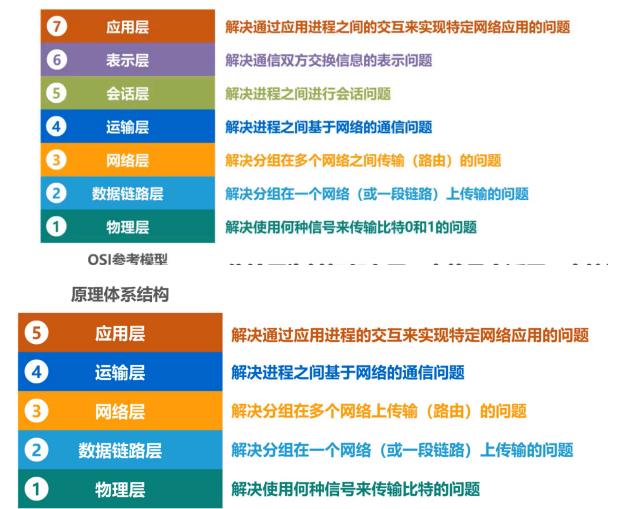 7 应用层 解决通过应用进程之间的交互来实现特定网络应用的问题
6 表示层 解决通信双方交换信息的表示问题
5 会话层 解决进程之间进行会话问题
4 运输层 解决进程之间基于网络的通信问题
3 网络层 解决分组在多个网络之间传输（路由）的问题
2 数据链路层 解决分组在一个网络（或一段链路）上传输的问题
1 物理层 解决使用何种信号来传输比特0和1的问题
OSI参考模型
原理体系结构
5 应用层 解决通过应用进程的交互来实现特定网络应用的问题
4 运输层 解决进程之间基于网络的通信问题
3 网络层 解决分组在多个网络上传输（路由）的问题
2 数据链路层 解决分组在一个网络（或一段链路）上传输的问题
1 物理层 解决使用何种信号来传输比特的问题